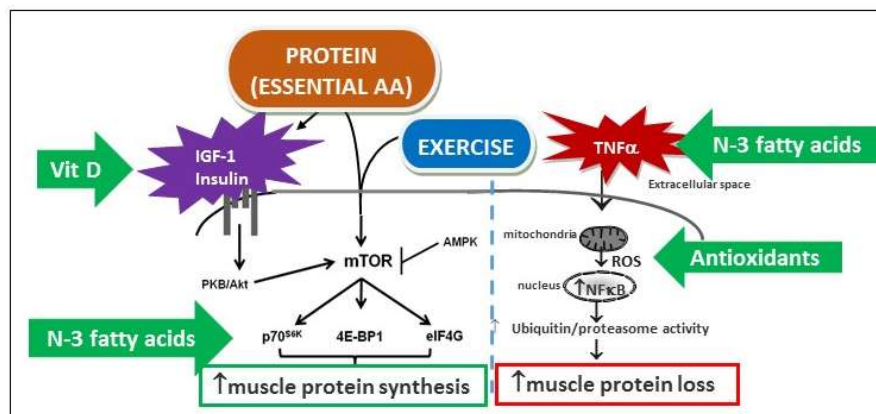 PROTEIN
(ESSENTIAL AA)
Vit D
IGF-1
Insulin
EXERCISE
TNFα
N-3 fatty acids
Extracellular space
mitochondria
ROS
Antioxidants
PKB/Akt
mTOR
AMPK
nucleus
↑NFκB
N-3 fatty acids
p70S6K
4E-BP1
eIF4G
↑
Ubiquitin/proteasome activity
↑muscle protein synthesis
↑muscle protein loss